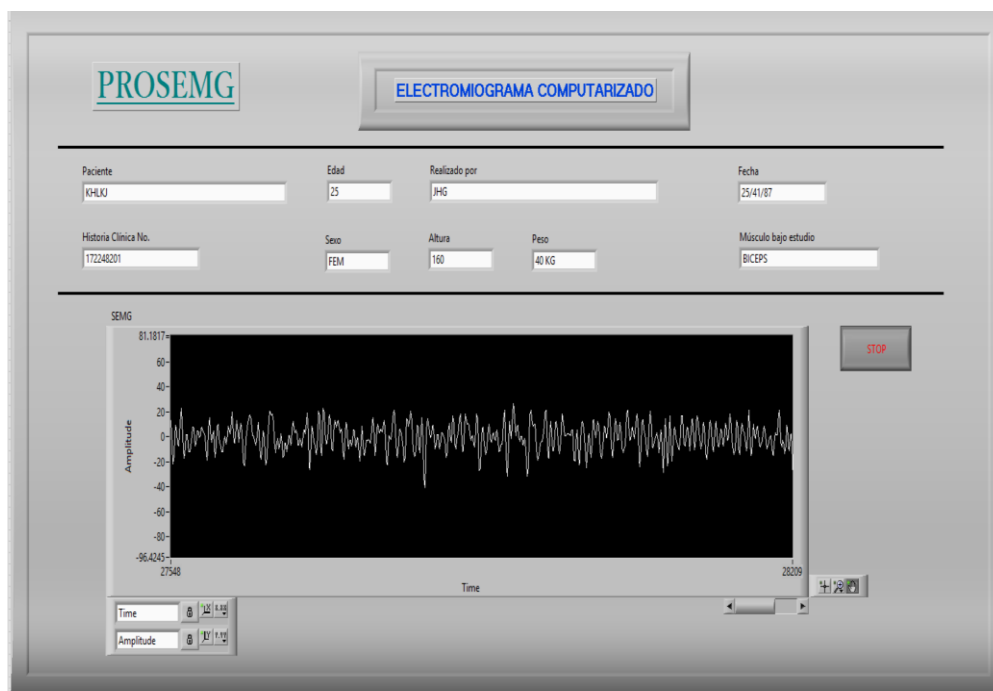 PROSEMG
ELECTROMIOGRAMA COMPUTARIZADO
Paciente
KHLKJ
Edad
25
Realizado por
JHG
Fecha
25/41/87
Historia Clínica No.
172248201
Sexo
FEM
Altura
160
Peso
40 KG
Músculo bajo estudio
BICEPS
SEMG
81.1817
60
40
20
0
-20
-40
-60
-80
-96.4245
Amplitude
27548
28209
Time
STOP
Time
Amplitude